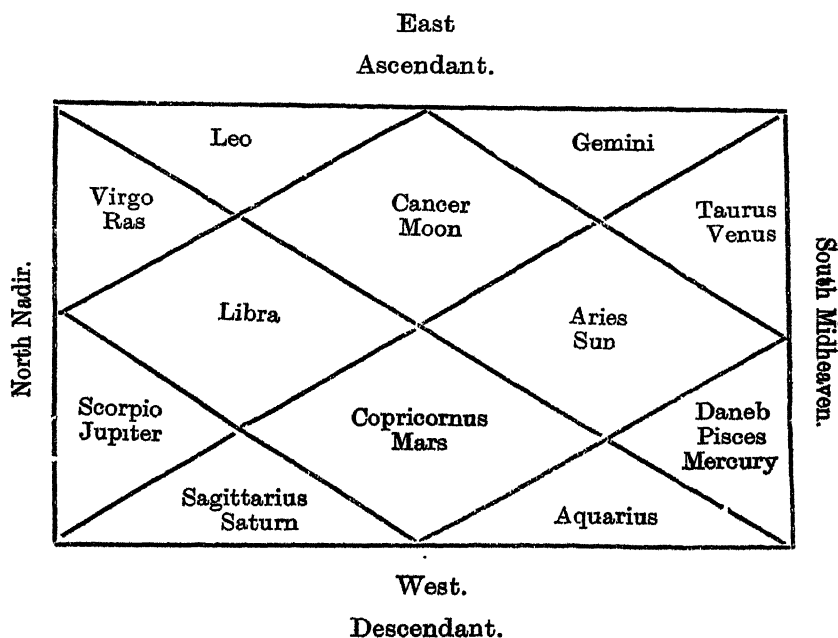 East
Ascendant.
Leo
Gemini
Virgo
Ras
Cancer
Moon
Taurus
Venus
North Nadir.
Libra
Aries
Sun
South Midheaven.
Scorpio
Jupiter
Copricornus
Mars
Daneb
Pisces
Mercury
Sagittarius
Saturn
Aquarius
West.
Descendant.